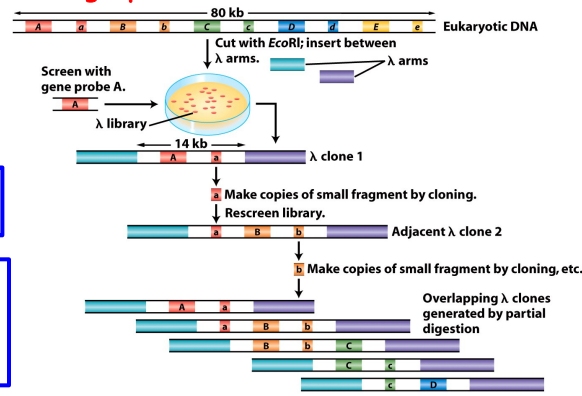 80 kb
A a B b C c D d E e Eukaryotic DNA
Cut with EcoRI; insert between
λ arms.
λ arms
Screen with
gene probe A.
A
λ library
14 kb
A a λ clone 1
a Make copies of small fragment by cloning.
Rescreen library.
a B b Adjacent λ clone 2
b Make copies of small fragment by cloning, etc.
Overlapping λ clones
generated by partial
digestion
A a
a B b
B b C
C c
c D